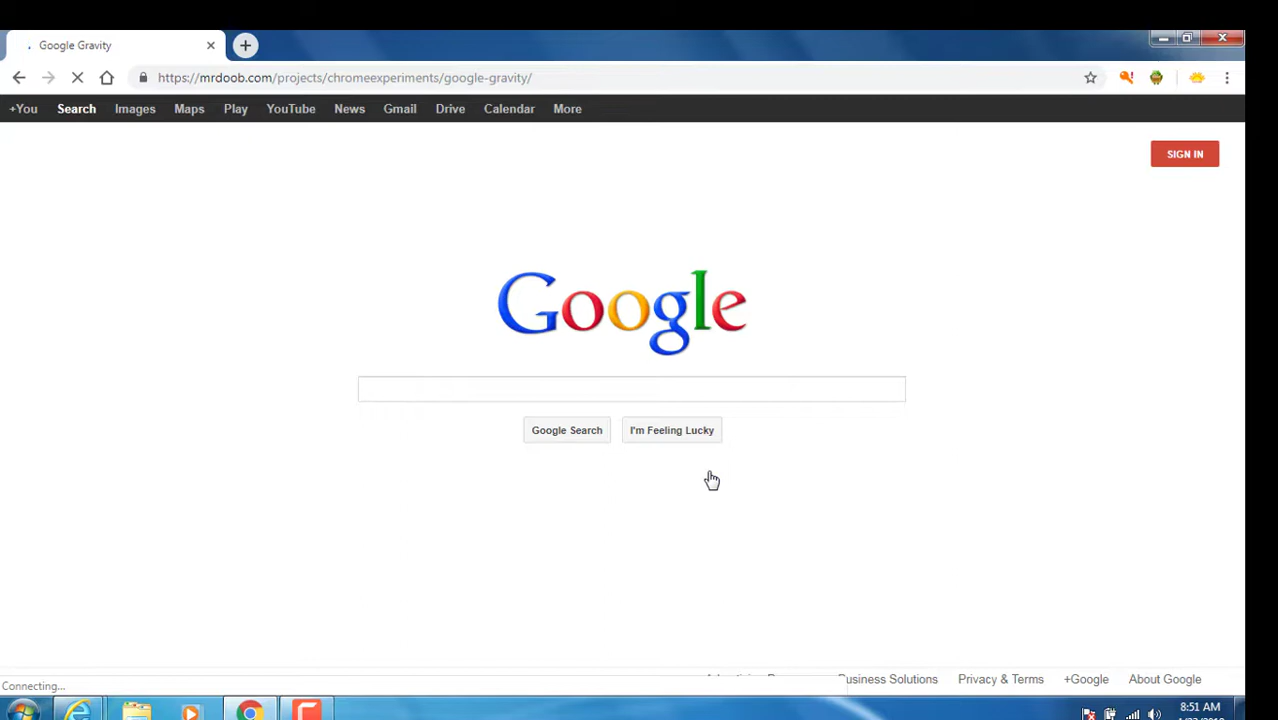 Google Gravity
https://mrdoob.com/projects/chromeexperiments/google-gravity/
+You Search Images Maps Play YouTube News Gmail Drive Calendar More
SIGN IN
Google
Google Search I'm Feeling Lucky
Business Solutions Privacy & Terms +Google About Google
Connecting...
8:51 AM